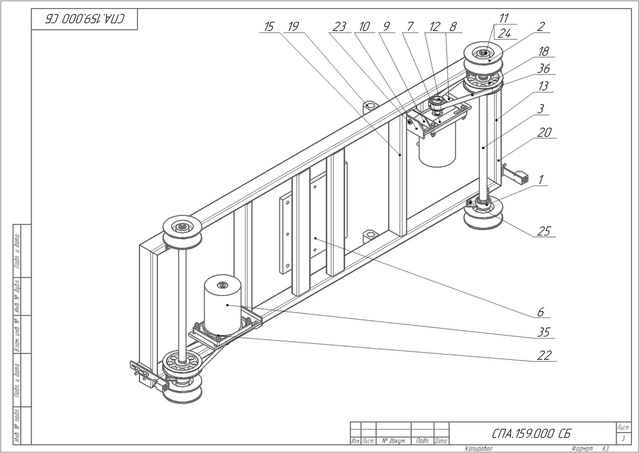 СПА.159.000 СБ
15 19 23 10 9 7 12 8 11
24
2
18
36
13
3
20
1
25
6
35
22
Подп. и дата
Инв. № дубл.
Взам. инв. №
Подп. и дата
Инв. № подл.
СПА.159.000 СБ
Лист
3
Изм. Лист № докум. Подп. Дата
Копировал Формат А3